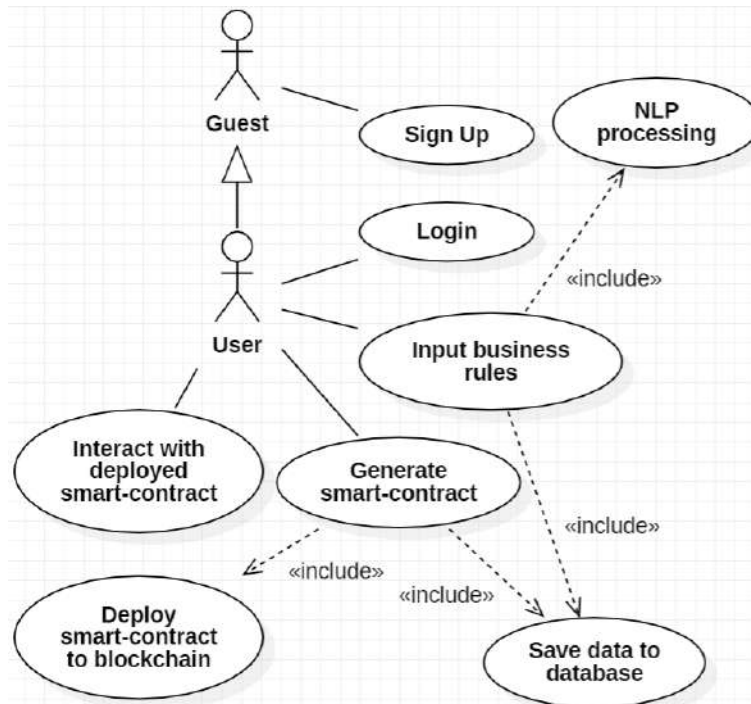 Guest
Sign Up
NLP
processing
Login
«include»
User
Input business
rules
Interact with
deployed
smart-contract
Generate
smart-contract
«include»
«include»
«include»
Deploy
smart-contract
to blockchain
Save data to
database